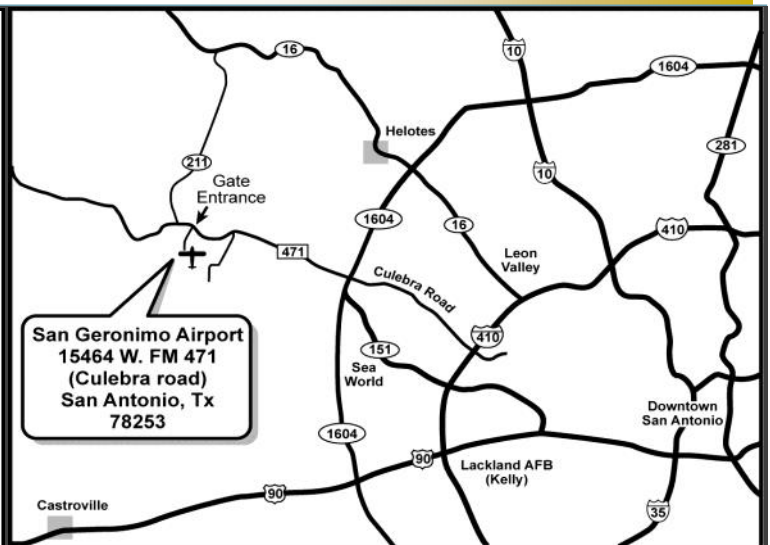 16
10
1604
Helotes
281
211
10
Gate
Entrance
1604
16
410
471
Leon
Valley
Culebra Road
San Geronimo Airport
15464 W. FM 471
(Culebra road)
San Antonio, Tx
78253
410
151
Sea
World
Downtown
San Antonio
1604
90
Lackland AFB
(Kelly)
90
Castroville
35